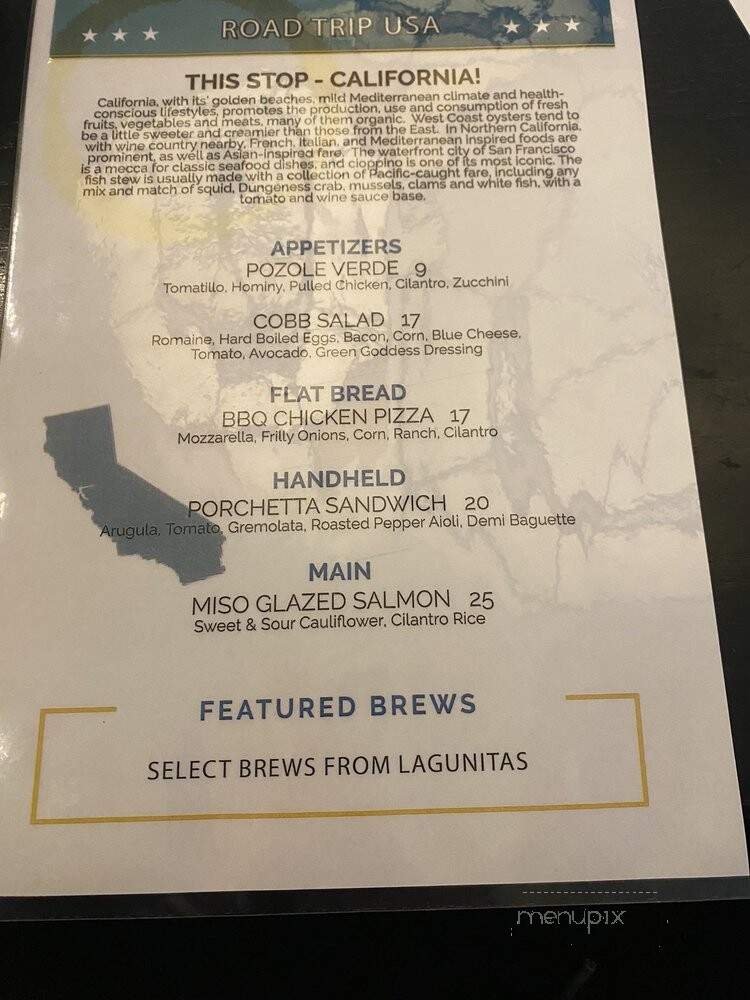 ROAD TRIP USA
THIS STOP - CALIFORNIA!
California, with its' golden beaches, mild Mediterranean climate and health-
conscious lifestyles, promotes the production, use and consumption of fresh
fruits, vegetables and meats, many of them organic. West Coast oysters tend to
be a little sweeter and creamier than those from the East. In Northern California,
with wine country nearby, French, Italian, and Mediterranean inspired foods are
prominent, as well as Asian-inspired fare. The waterfront city of San Francisco
is a mecca for classic seafood dishes, and cioppino is one of its most iconic. The
fish stew is usually made with a collection of Pacific-caught fare, including any
mix and match of squid, Dungeness crab, mussels, clams and white fish, with a
tomato and wine sauce base.
APPETIZERS
POZOLE VERDE 9
Tomatillo, Hominy, Pulled Chicken, Cilantro, Zucchini
COBB SALAD 17
Romaine, Hard Boiled Eggs, Bacon, Corn, Blue Cheese,
Tomato, Avocado, Green Goddess Dressing
FLAT BREAD
BBQ CHICKEN PIZZA 17
Mozzarella, Frilly Onions, Corn, Ranch, Cilantro
HANDHELD
PORCHETTA SANDWICH 20
Arugula, Tomato, Gremolata, Roasted Pepper Aioli, Demi Baguette
MAIN
MISO GLAZED SALMON 25
Sweet & Sour Cauliflower, Cilantro Rice
FEATURED BREWS
SELECT BREWS FROM LAGUNITAS
menupix